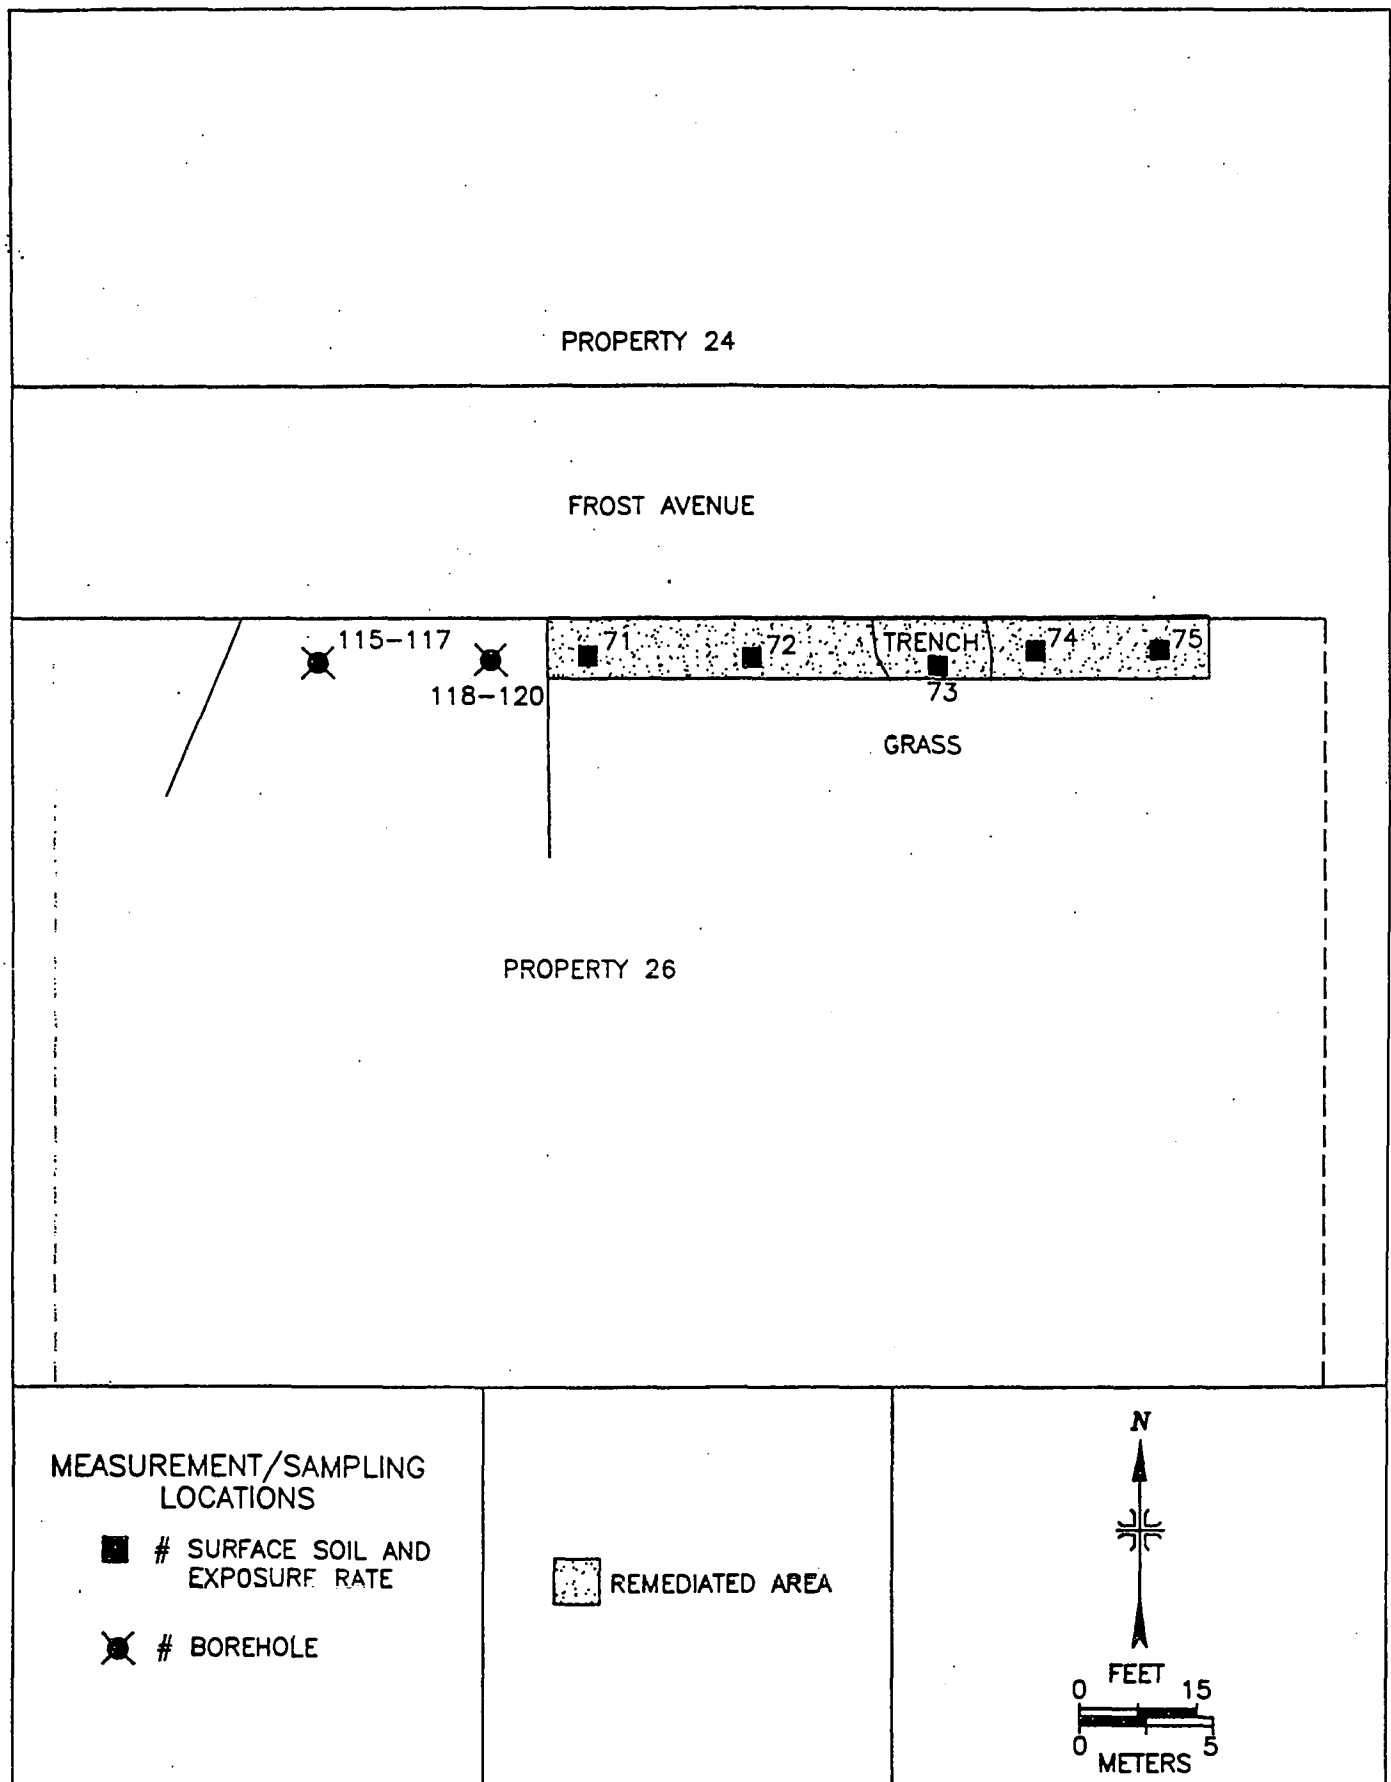 PROPERTY 24
FROST AVENUE
115-117
118-120
71
72
TRENCH
73
74
75
GRASS
PROPERTY 26
MEASUREMENT/SAMPLING
LOCATIONS
# SURFACE SOIL AND
EXPOSURE RATE
# BOREHOLE
REMEDIATED AREA
N
FEET
0 15
0 5
METERS